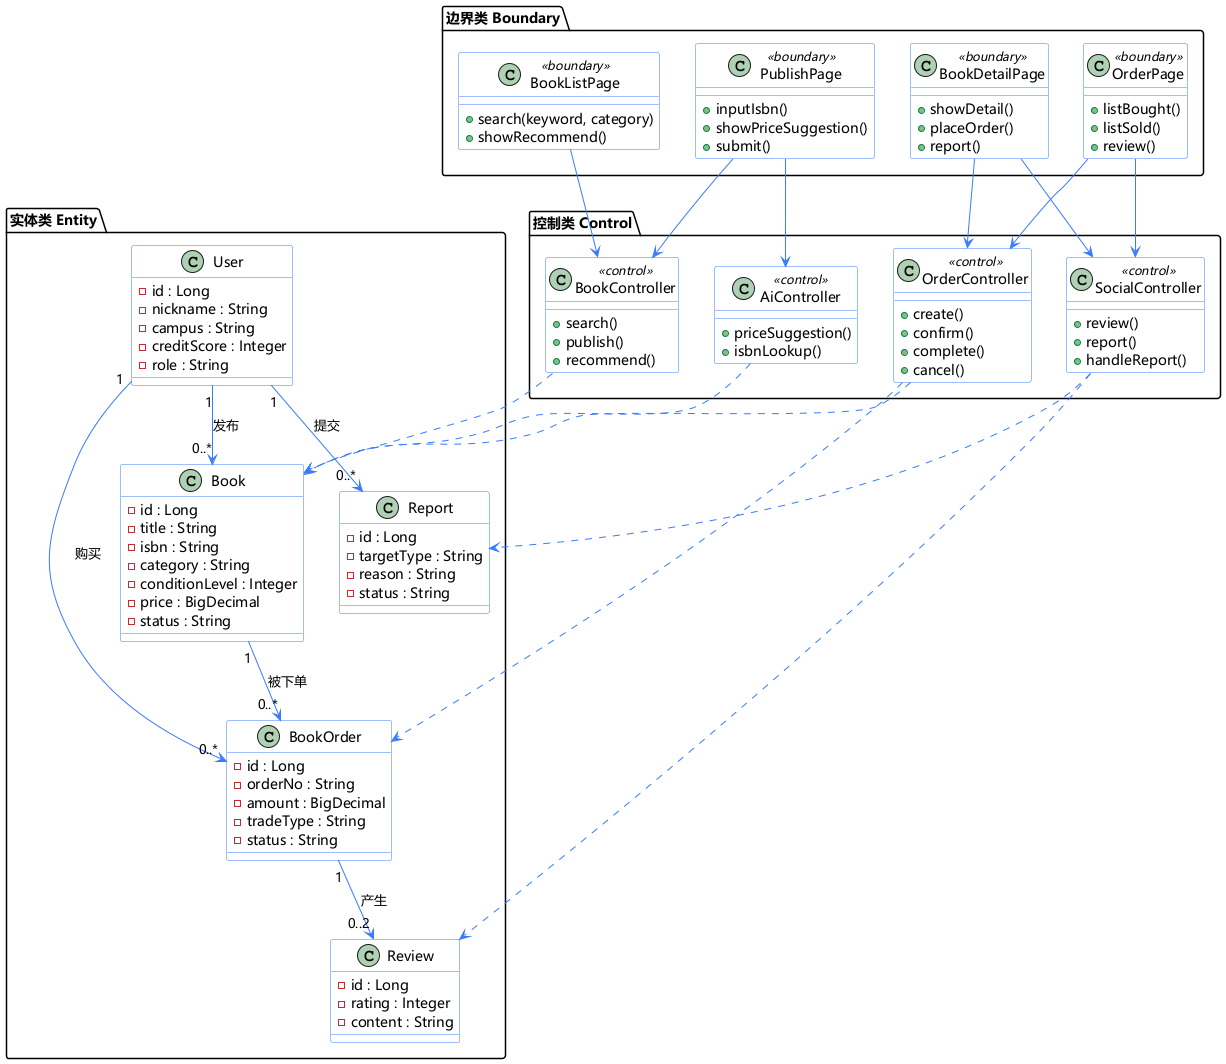 边界类 Boundary
C «boundary»
BookListPage
search(keyword, category)
showRecommend()
C «boundary»
PublishPage
inputIsbn()
showPriceSuggestion()
submit()
C «boundary»
BookDetailPage
showDetail()
placeOrder()
report()
C «boundary»
OrderPage
listBought()
listSold()
review()
控制类 Control
C «control»
BookController
search()
publish()
recommend()
C «control»
AiController
priceSuggestion()
isbnLookup()
C «control»
OrderController
create()
confirm()
complete()
cancel()
C «control»
SocialController
review()
report()
handleReport()
实体类 Entity
C User
id : Long
nickname : String
campus : String
creditScore : Integer
role : String
1
1
1
发布
提交
0..*
0..*
C Book
id : Long
title : String
isbn : String
category : String
conditionLevel : Integer
price : BigDecimal
status : String
C Report
id : Long
targetType : String
reason : String
status : String
购买
1
被下单
0..*
0..*
C BookOrder
id : Long
orderNo : String
amount : BigDecimal
tradeType : String
status : String
1
产生
0..2
C Review
id : Long
rating : Integer
content : String